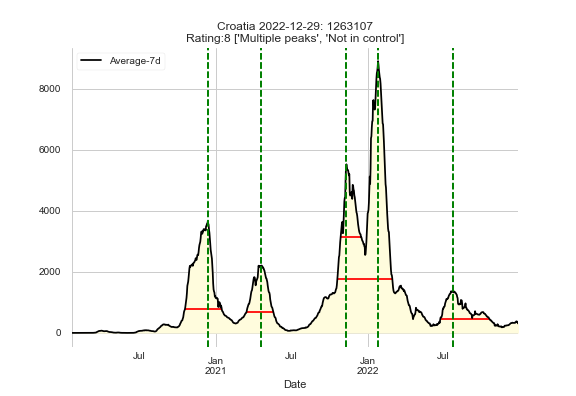 Croatia 2022-12-29: 1263107
Rating:8 ['Multiple peaks', 'Not in control']
Average-7d
8000
6000
4000
2000
0
Jul
Jan
2021
Jul
Jan
2022
Jul
Date